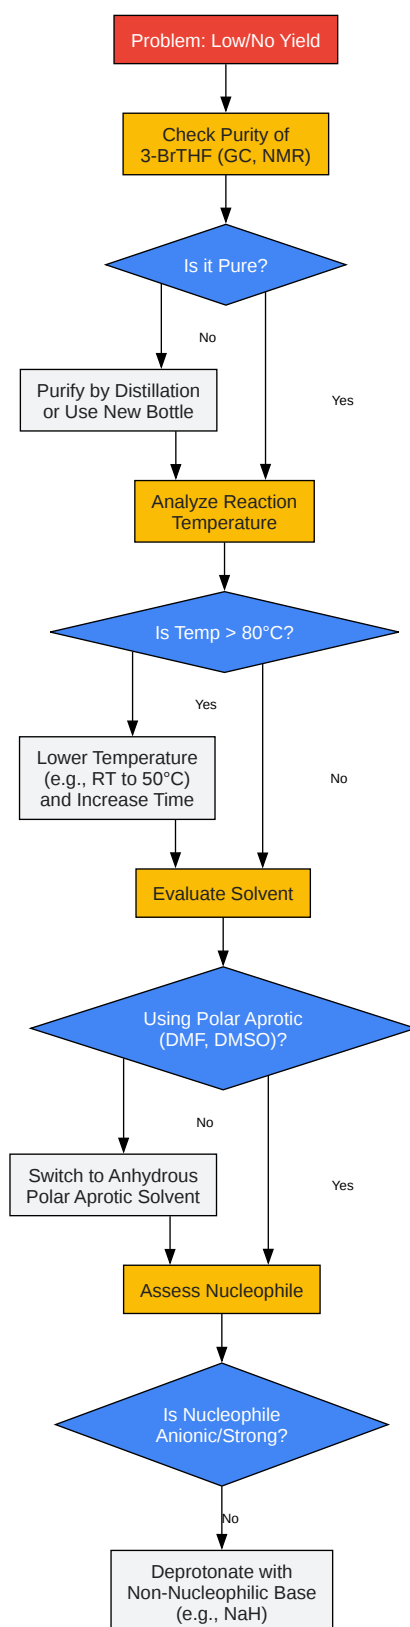 Problem: Low/No Yield
Check Purity of
3-BrTHF (GC, NMR)
Is it Pure?
No
Purify by Distillation
or Use New Bottle
Yes
Analyze Reaction
Temperature
Is Temp > 80°C?
Yes
Lower Temperature
(e.g., RT to 50°C)
and Increase Time
No
Evaluate Solvent
Using Polar Aprotic
(DMF, DMSO)?
No
Switch to Anhydrous
Polar Aprotic Solvent
Yes
Assess Nucleophile
Is Nucleophile
Anionic/Strong?
No
Deprotonate with
Non-Nucleophilic Base
(e.g., NaH)